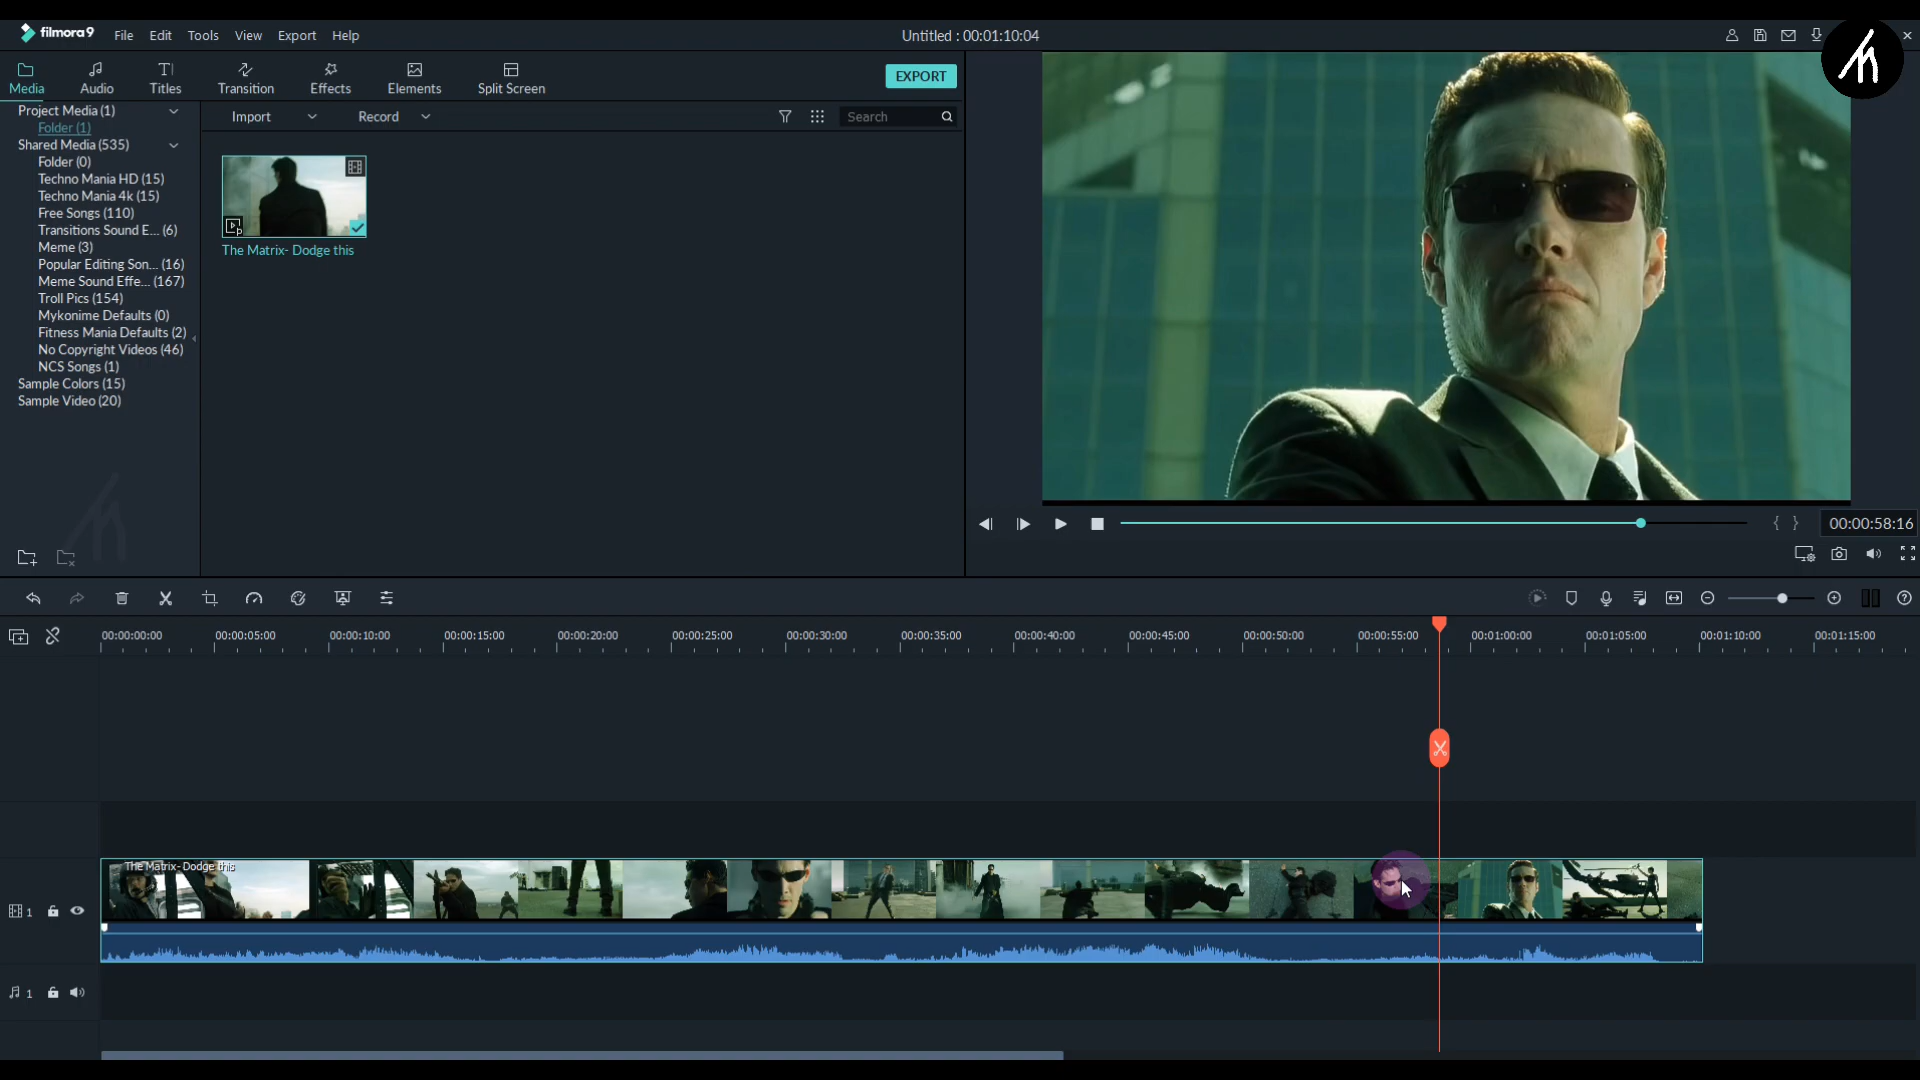 filmora9 File Edit Tools View Export Help Untitled : 00:01:10:04
Media Audio Titles Transition Effects Elements Split Screen EXPORT
Project Media (1)
Folder (1)
Shared Media (535)
Folder (0)
Techno Mania HD (15)
Techno Mania 4k (15)
Free Songs (110)
Transitions Sound E... (6)
Meme (3)
Popular Editing Son... (16)
Meme Sound Effe... (167)
Troll Pics (154)
Mykonime Defaults (0)
Fitness Mania Defaults (2)
No Copyright Videos (46)
NCS Songs (1)
Sample Colors (15)
Sample Video (20)
Import Record Search
The Matrix- Dodge this
{ } 00:00:58:16
00:00:00:00 00:00:05:00 00:00:10:00 00:00:15:00 00:00:20:00 00:00:25:00 00:00:30:00 00:00:35:00 00:00:40:00 00:00:45:00 00:00:50:00 00:00:55:00 00:01:00:00 00:01:05:00 00:01:10:00 00:01:15:00
The Matrix- Dodge this
1
1